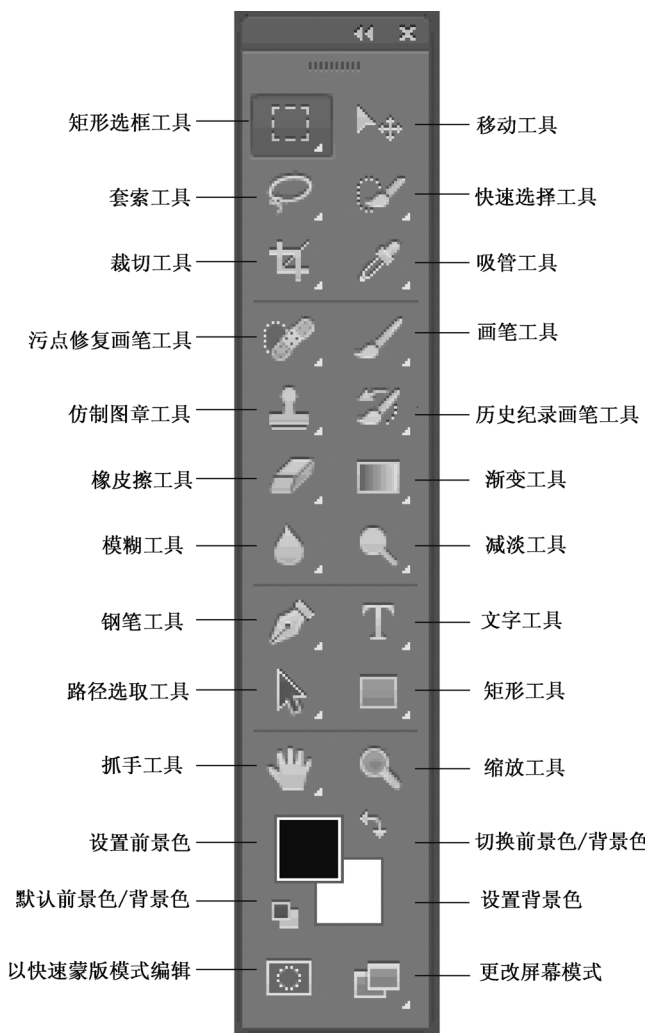 矩形选框工具
移动工具
套索工具
快速选择工具
裁切工具
吸管工具
污点修复画笔工具
画笔工具
仿制图章工具
历史纪录画笔工具
橡皮擦工具
渐变工具
模糊工具
减淡工具
钢笔工具
文字工具
路径选取工具
矩形工具
抓手工具
缩放工具
设置前景色
切换前景色/背景色
默认前景色/背景色
设置背景色
以快速蒙版模式编辑
更改屏幕模式